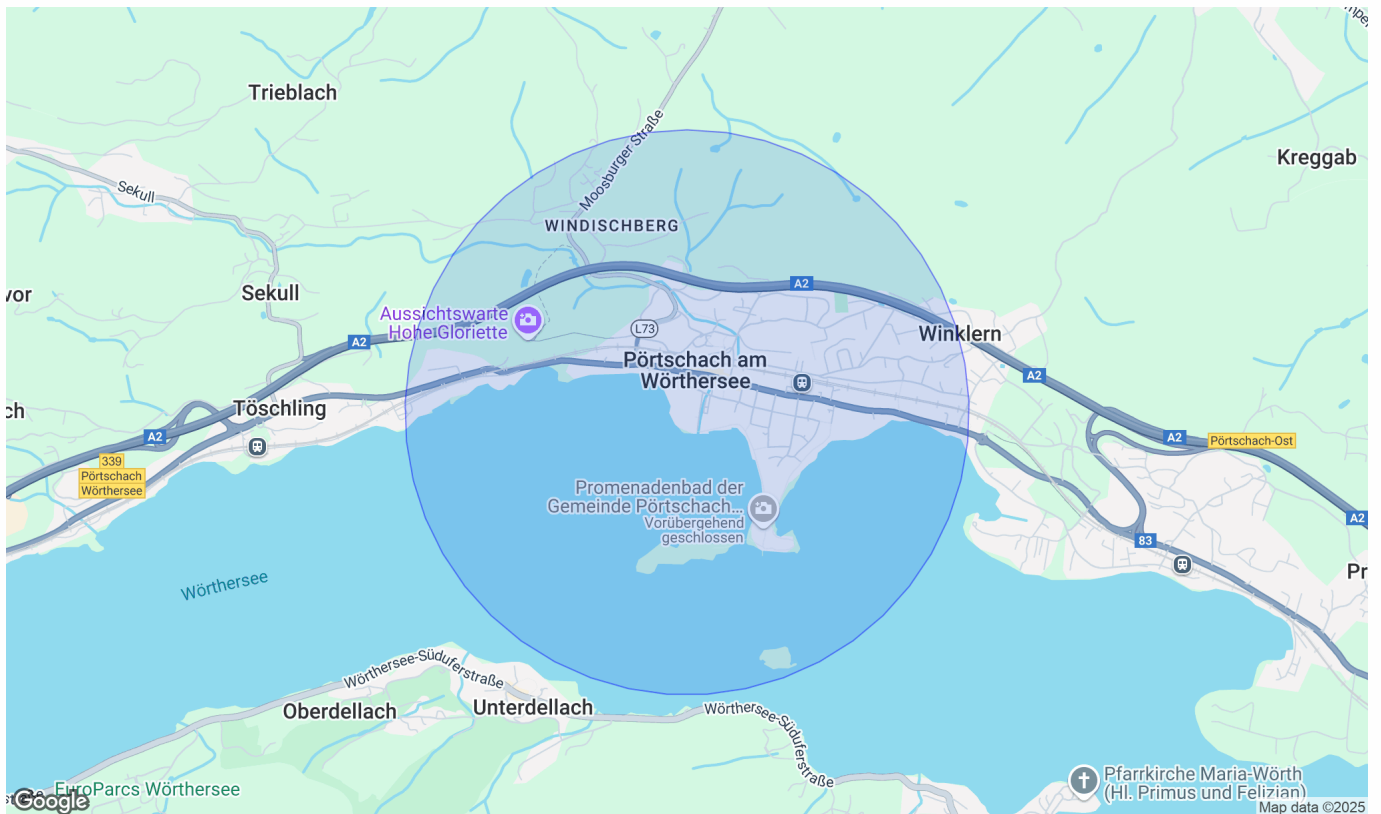 Trieblach
Moosburger Straße
Kreggab
Sekull
WINDISCHBERG
A2
vor
Sekull
Aussichtswarte
Hohe Gloriette
L73
Winklern
A2
Pörtschach am
Wörthersee
A2
ch
Töschling
A2
A2
Pörtschach-Ost
339
Pörtschach
Wörthersee
Promenadenbad der
Gemeinde Pörtschach...
Vorübergehend
geschlossen
A2
83
Pr
Wörthersee
Wörthersee-Süduferstraße
Oberdellach
Unterdellach
Wörthersee-Süduferstraße
Pfarrkirche Maria-Wörth
(Hl. Primus und Felizian)
EuroParcs Wörthersee
Google
Map data ©2025